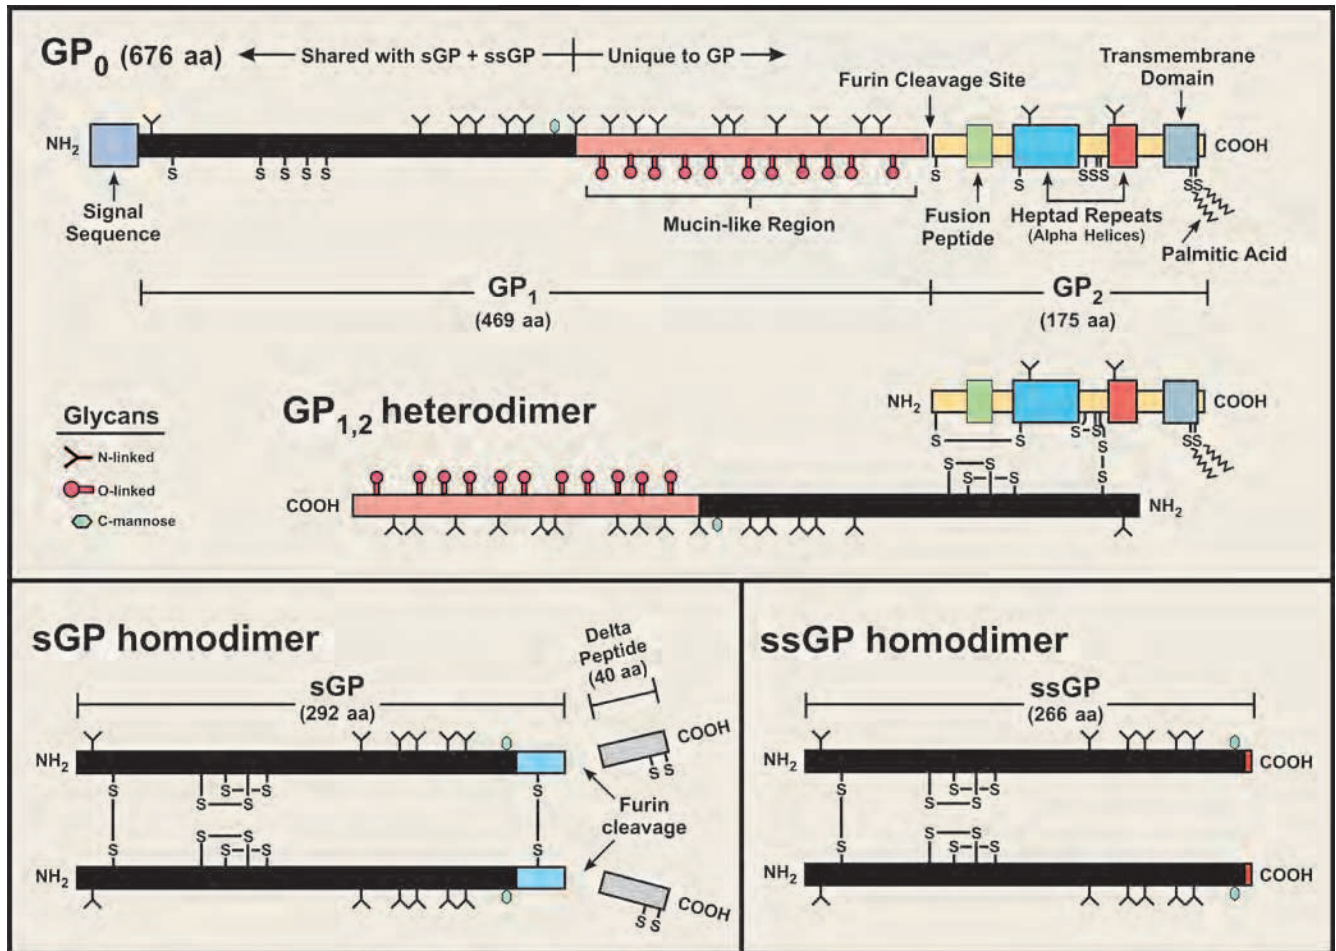 GP0 (676 aa)
Shared with sGP + ssGP
Unique to GP
Furin Cleavage Site
Transmembrane
Domain
NH2
COOH
S
S S S S
S
S
SSS
SS
Signal
Sequence
Mucin-like Region
Fusion
Peptide
Heptad Repeats
(Alpha Helices)
Palmitic Acid
GP1
(469 aa)
GP2
(175 aa)
Glycans
N-linked
O-linked
C-mannose
GP1,2 heterodimer
NH2
COOH
S S
S-S
SS
S
S
S S
S S
S
COOH
NH2
sGP homodimer
Delta
Peptide
(40 aa)
sGP
(292 aa)
NH2
COOH
S
S-S
S S
S
S S
Furin
cleavage
S
S S
S-S
S
NH2
COOH
S S
ssGP homodimer
ssGP
(266 aa)
NH2
COOH
S
S-S
S S
S
S S
S-S
NH2
COOH